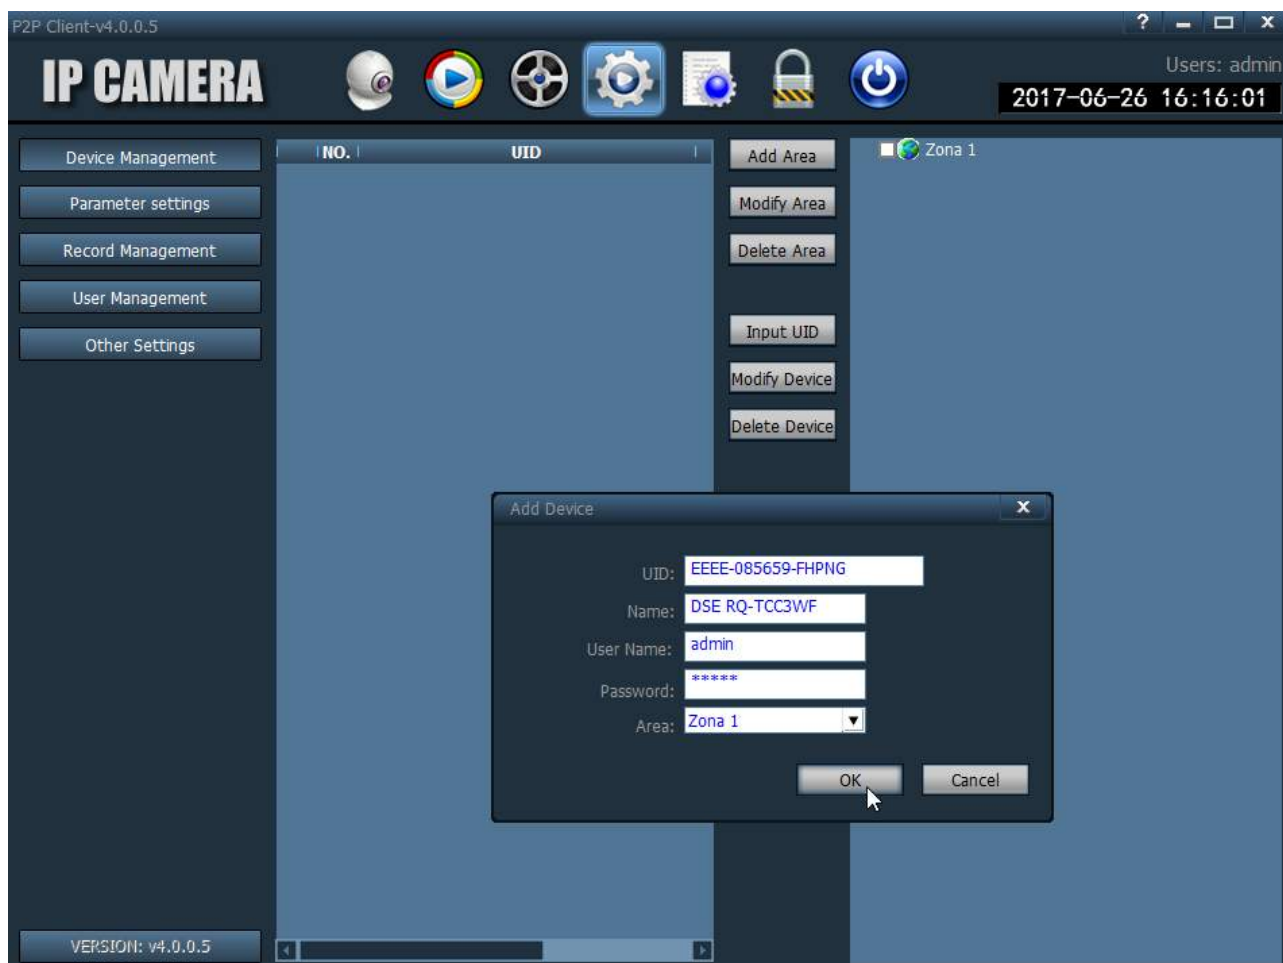 P2P Client-v4.0.0.5
IP CAMERA
Users: admin
2017-06-26 16:16:01
Device Management
Parameter settings
Record Management
User Management
Other Settings
VERSION: v4.0.0.5
NO. UID
Add Area
Modify Area
Delete Area
Input UID
Modify Device
Delete Device
Zona 1
Add Device
UID: EEEE-085659-FHPNG
Name: DSE RQ-TCC3WF
User Name: admin
Password: *****
Area: Zona 1
OK Cancel